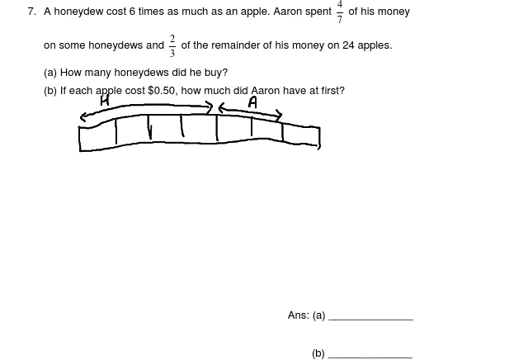 7. A honeydew cost 6 times as much as an apple. Aaron spent 4/7 of his money
on some honeydews and 2/3 of the remainder of his money on 24 apples.
(a) How many honeydews did he buy?
(b) If each apple cost $0.50, how much did Aaron have at first?
H A
Ans: (a) ______________
(b) ______________